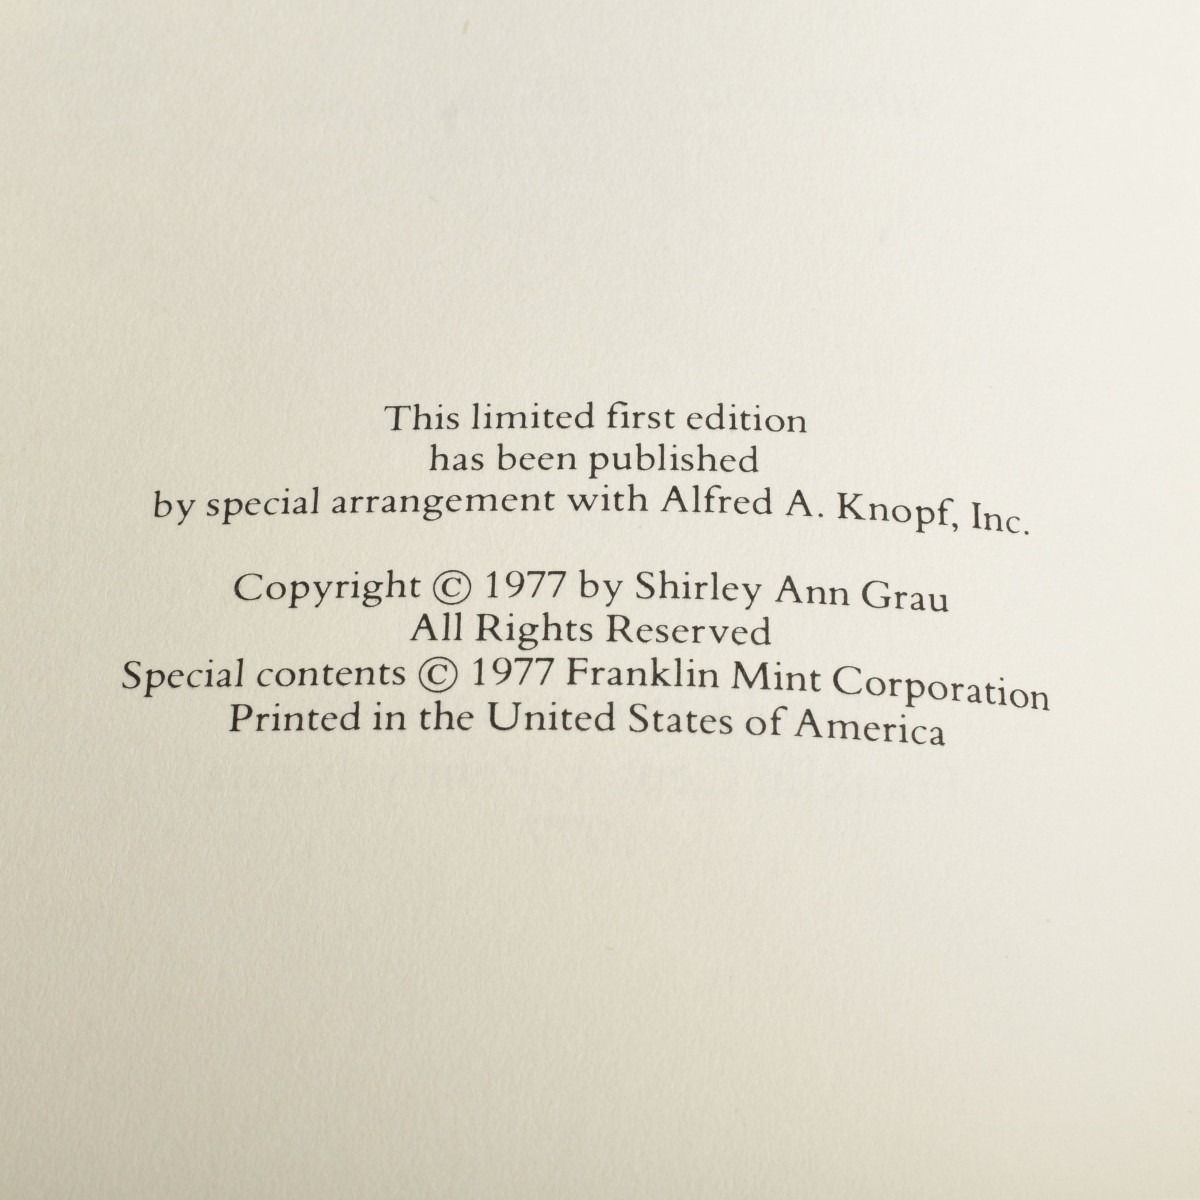 This limited first edition
has been published
by special arrangement with Alfred A. Knopf, Inc.
Copyright © 1977 by Shirley Ann Grau
All Rights Reserved
Special contents © 1977 Franklin Mint Corporation
Printed in the United States of America